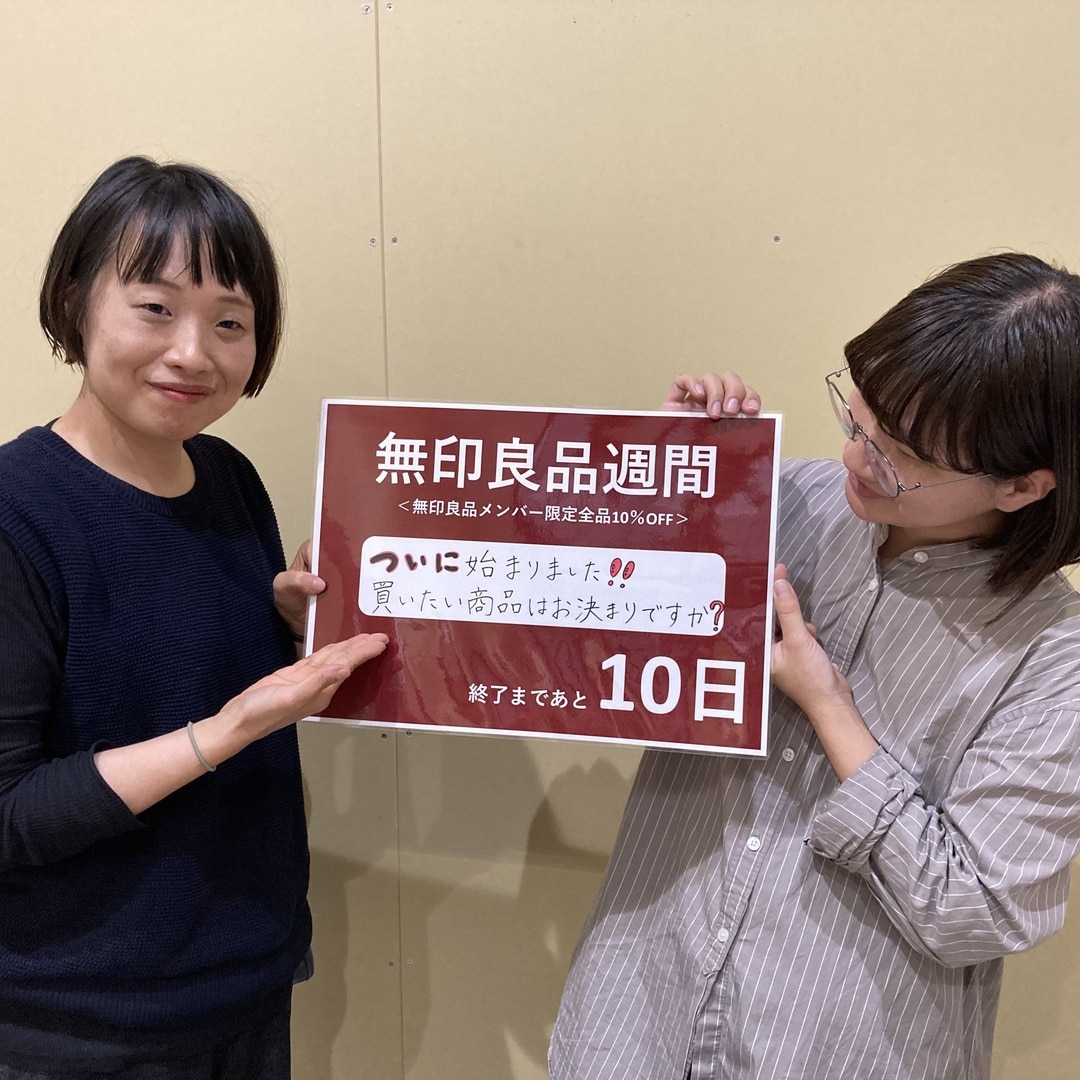 無印良品週間
＜無印良品メンバー限定全品10％OFF＞
ついに始まりました!!
買いたい商品はお決まりですか?
終了まであと 10日